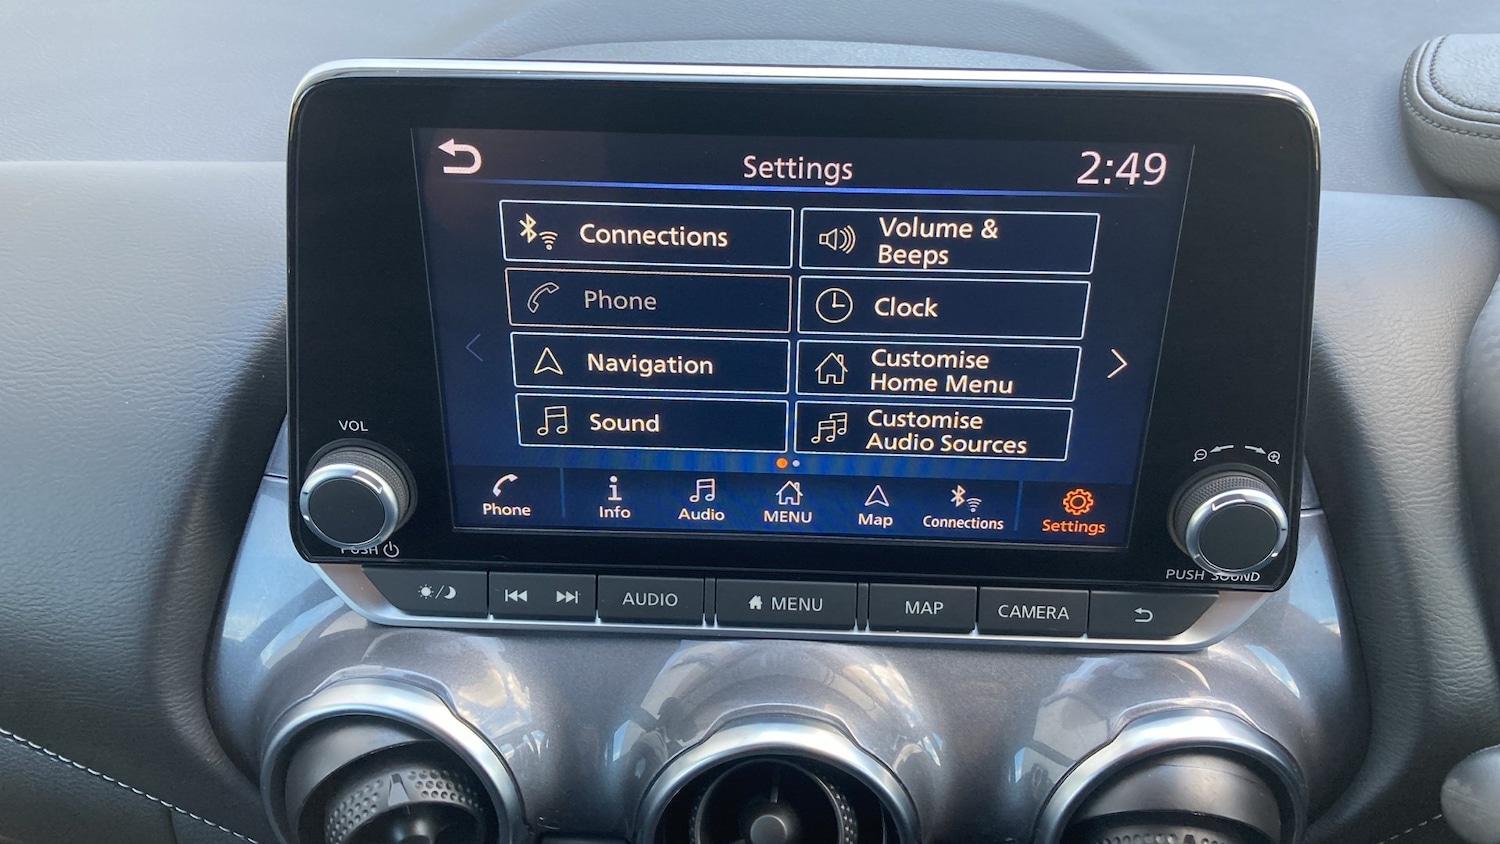 Settings
2:49
Connections
Volume &
Beeps
Phone
Clock
Navigation
Customise
Home Menu
Sound
Customise
Audio Sources
Phone
Info
Audio
MENU
Map
Connections
Settings
VOL
PUSH
PUSH SOUND
AUDIO
MENU
MAP
CAMERA